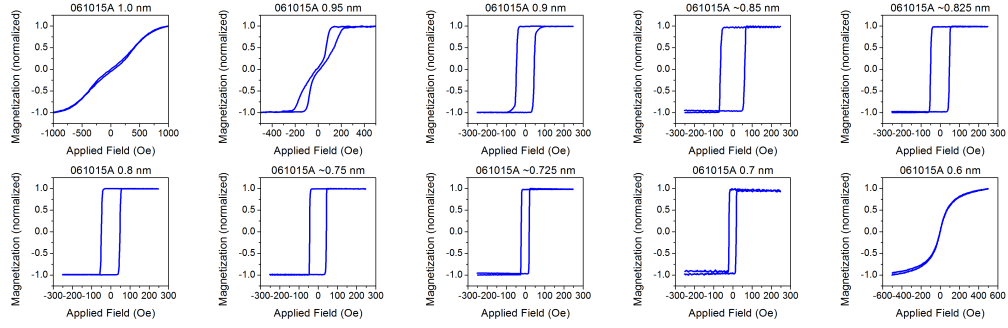 061015A 1.0 nm
Magnetization (normalized)
1.0
0.5
0.0
-0.5
-1.0
-1000 -500 0 500 1000
Applied Field (Oe)
061015A 0.95 nm
Magnetization (normalized)
1.0
0.5
0.0
-0.5
-1.0
-400 -200 0 200 400
Applied Field (Oe)
061015A 0.9 nm
Magnetization (normalized)
1.0
0.5
0.0
-0.5
-1.0
-300-200-100 0 100 200 300
Applied Field (Oe)
061015A ~0.85 nm
Magnetization (normalized)
1.0
0.5
0.0
-0.5
-1.0
-300-200-100 0 100 200 300
Applied Field (Oe)
061015A ~0.825 nm
Magnetization (normalized)
1.0
0.5
0.0
-0.5
-1.0
-300-200-100 0 100 200 300
Applied Field (Oe)
061015A 0.8 nm
Magnetization (normalized)
1.0
0.5
0.0
-0.5
-1.0
-300-200-100 0 100 200 300
Applied Field (Oe)
061015A ~0.75 nm
Magnetization (normalized)
1.0
0.5
0.0
-0.5
-1.0
-300-200-100 0 100 200 300
Applied Field (Oe)
061015A ~0.725 nm
Magnetization (normalized)
1.0
0.5
0.0
-0.5
-1.0
-300-200-100 0 100 200 300
Applied Field (Oe)
061015A 0.7 nm
Magnetization (normalized)
1.0
0.5
0.0
-0.5
-1.0
-300-200-100 0 100 200 300
Applied Field (Oe)
061015A 0.6 nm
Magnetization (normalized)
1.0
0.5
0.0
-0.5
-1.0
-600 -400 -200 0 200 400 600
Applied Field (Oe)